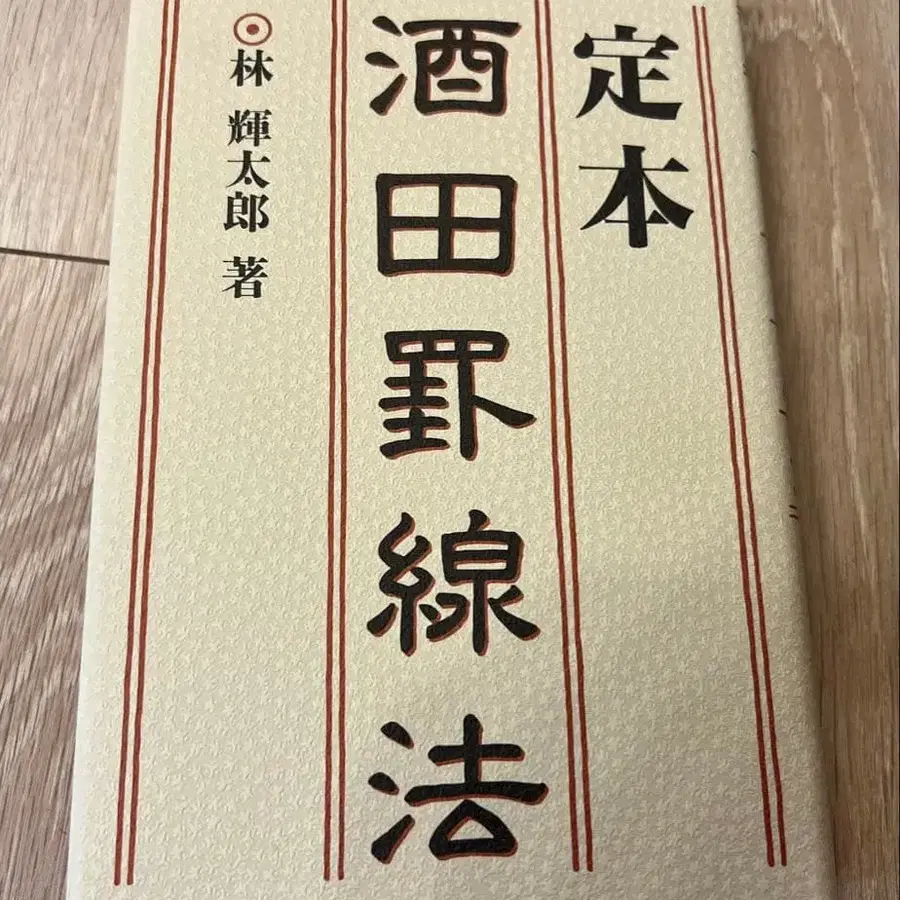 定本
酒田罫線法
林 輝太郎 著